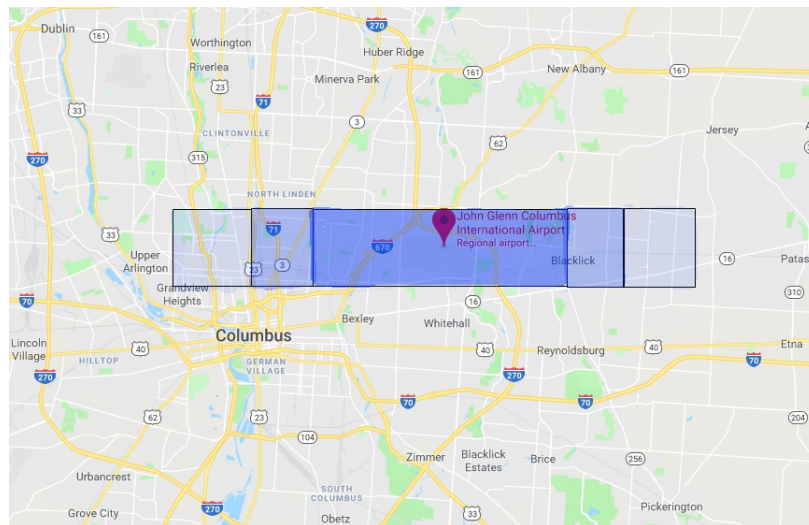 Dublin
161
Worthington
Riverlea
23
270
Huber Ridge
Minerva Park
161
New Albany
161
33
71
3
CLINTONVILLE
62
Jersey
315
270
NORTH LINDEN
33
71
John Glenn Columbus
International Airport
Regional airport...
670
Upper
Arlington
23
3
Blacklick
16
Patas
Grandview
Heights
70
16
310
Bexley
Whitehall
Columbus
Lincoln
Village
40
HILLTOP
GERMAN
VILLAGE
40
Reynoldsburg
40
Etna
70
270
70
270
70
62
23
104
204
Zimmer
Blacklick
Estates
Brice
256
Urbancrest
SOUTH
COLUMBUS
270
Grove City
Obetz
33
Pickerington